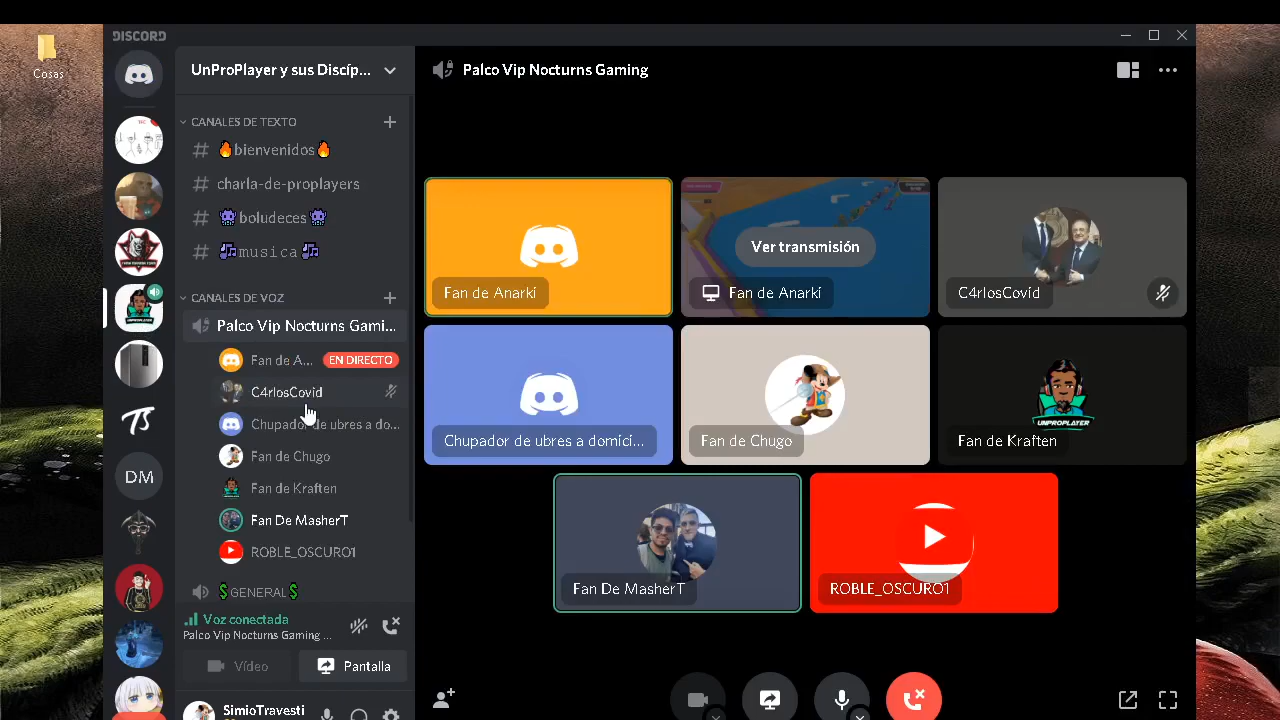 Cosas
DISCORD
UnProPlayer y sus Discíp...
CANALES DE TEXTO
# 🔥bienvenidos🔥
# charla-de-proplayers
# 👾boludeces👾
# 🎶musica🎶
CANALES DE VOZ
Palco Vip Nocturns Gami...
Fan de A... EN DIRECTO
C4rlosCovid
Chupador de ubres a do...
Fan de Chugo
Fan de Kraften
Fan De MasherT
ROBLE_OSCURO1
💲GENERAL💲
Voz conectada
Palco Vip Nocturns Gaming ...
Vídeo
Pantalla
SimioTravesti
DM
Palco Vip Nocturns Gaming
Fan de Anarki
Ver transmisión
Fan de Anarki
C4rlosCovid
Chupador de ubres a domici...
Fan de Chugo
UNPROPLAYER
Fan de Kraften
Fan De MasherT
ROBLE_OSCURO1